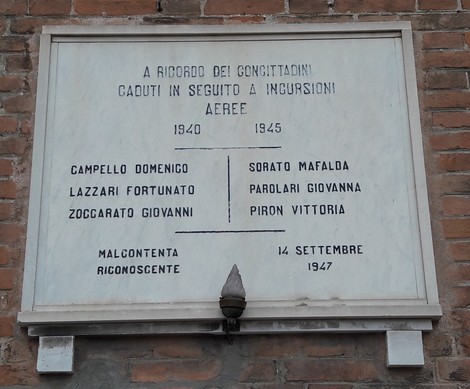 A RICORDO DEI CONCITTADINI
CADUTI IN SEGUITO A INCURSIONI
AEREE
1940 1945
CAMPELLO DOMENICO
LAZZARI FORTUNATO
ZOCCARATO GIOVANNI
SORATO MAFALDA
PAROLARI GIOVANNA
PIRON VITTORIA
MALCONTENTA
RICONOSCENTE
14 SETTEMBRE
1947